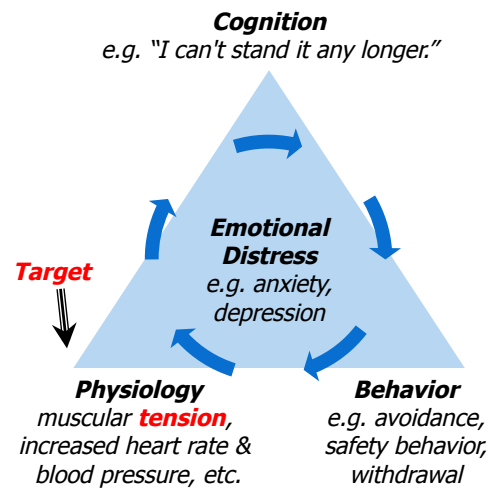 Cognition
e.g. “I can't stand it any longer.”
Emotional
Distress
e.g. anxiety,
depression
Target
Physiology
muscular tension,
increased heart rate &
blood pressure, etc.
Behavior
e.g. avoidance,
safety behavior,
withdrawal